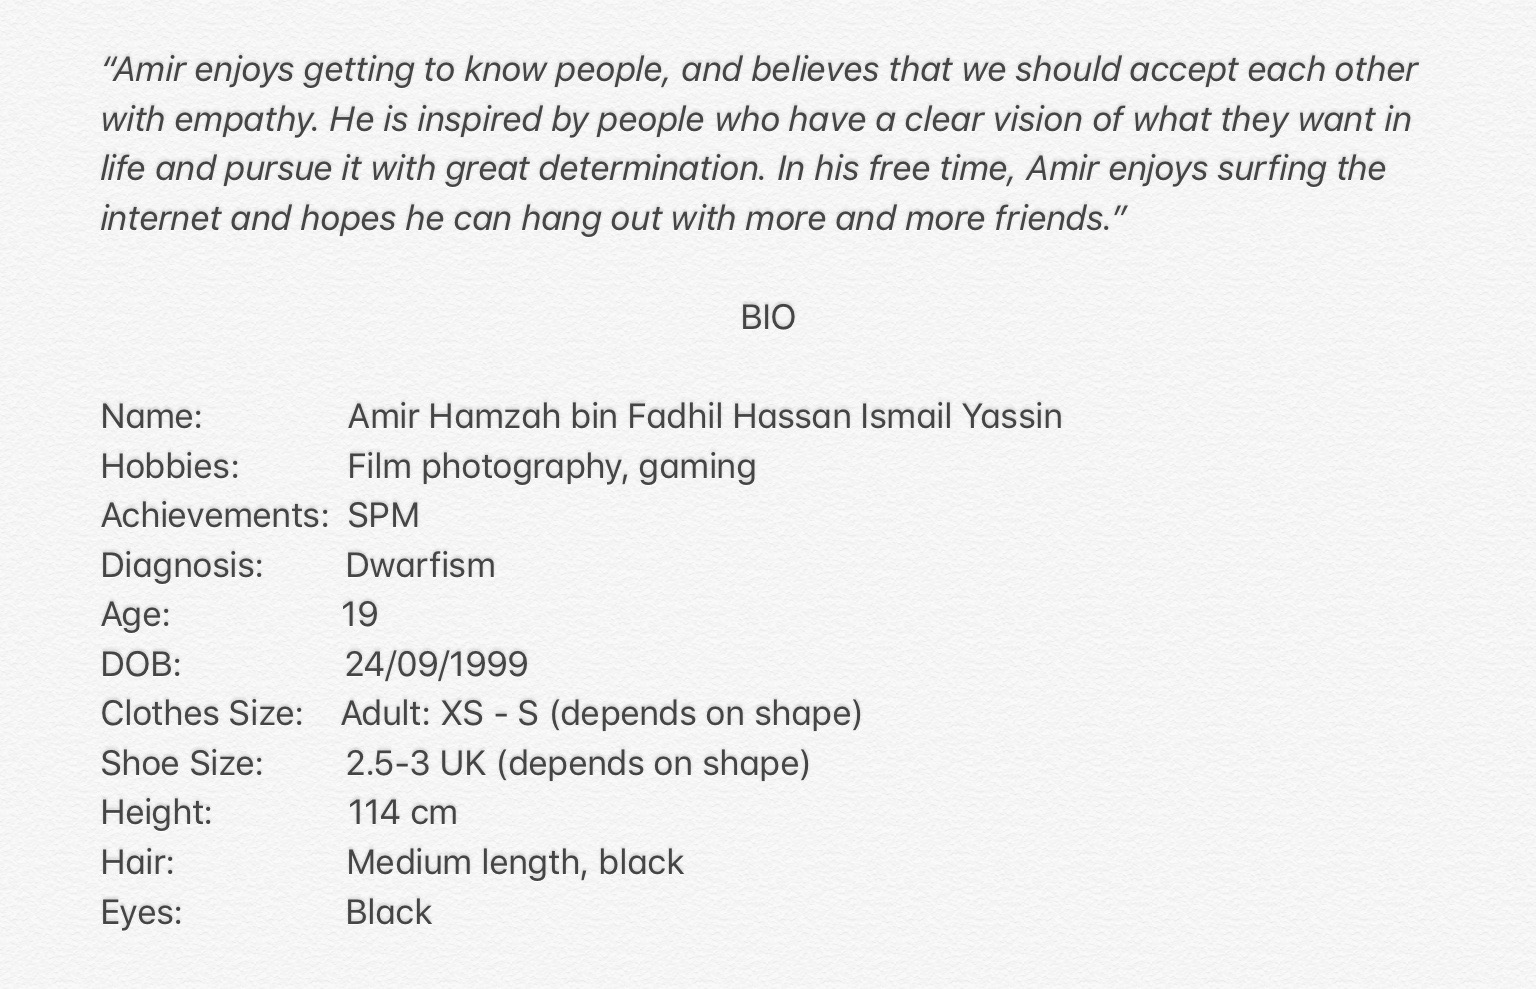 “Amir enjoys getting to know people, and believes that we should accept each other
with empathy. He is inspired by people who have a clear vision of what they want in
life and pursue it with great determination. In his free time, Amir enjoys surfing the
internet and hopes he can hang out with more and more friends.”
BIO
Name: Amir Hamzah bin Fadhil Hassan Ismail Yassin
Hobbies: Film photography, gaming
Achievements: SPM
Diagnosis: Dwarfism
Age: 19
DOB: 24/09/1999
Clothes Size: Adult: XS - S (depends on shape)
Shoe Size: 2.5-3 UK (depends on shape)
Height: 114 cm
Hair: Medium length, black
Eyes: Black